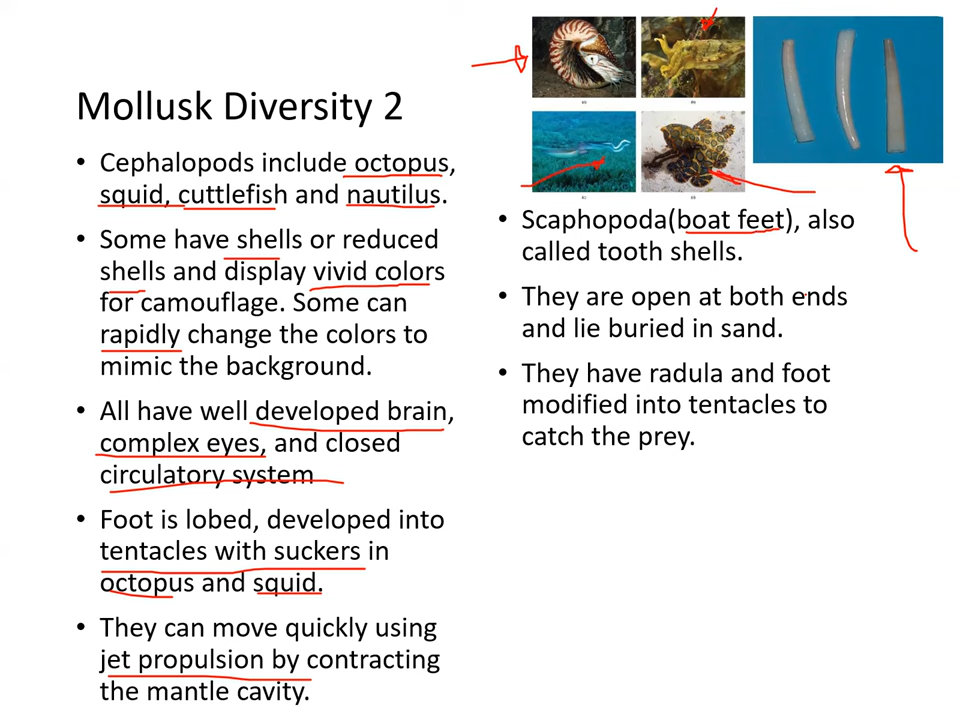 Mollusk Diversity 2
• Cephalopods include octopus,
squid, cuttlefish and nautilus.
• Some have shells or reduced
shells and display vivid colors
for camouflage. Some can
rapidly change the colors to
mimic the background.
• All have well developed brain,
complex eyes, and closed
circulatory system
• Foot is lobed, developed into
tentacles with suckers in
octopus and squid.
• They can move quickly using
jet propulsion by contracting
the mantle cavity.
• Scaphopoda(boat feet), also
called tooth shells.
• They are open at both ends
and lie buried in sand.
• They have radula and foot
modified into tentacles to
catch the prey.